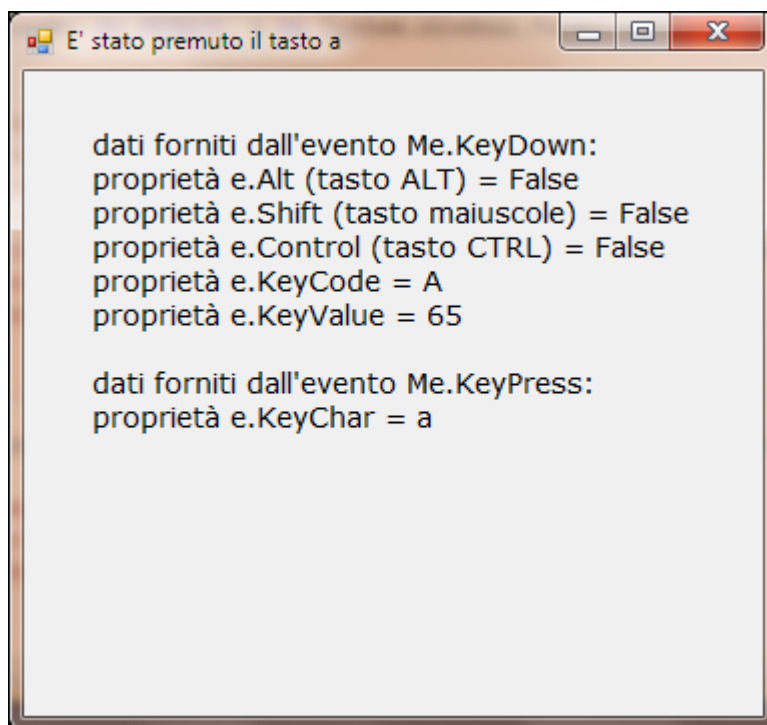 E' stato premuto il tasto a
dati forniti dall'evento Me.KeyDown:
proprietà e.Alt (tasto ALT) = False
proprietà e.Shift (tasto maiuscole) = False
proprietà e.Control (tasto CTRL) = False
proprietà e.KeyCode = A
proprietà e.KeyValue = 65
dati forniti dall'evento Me.KeyPress:
proprietà e.KeyChar = a